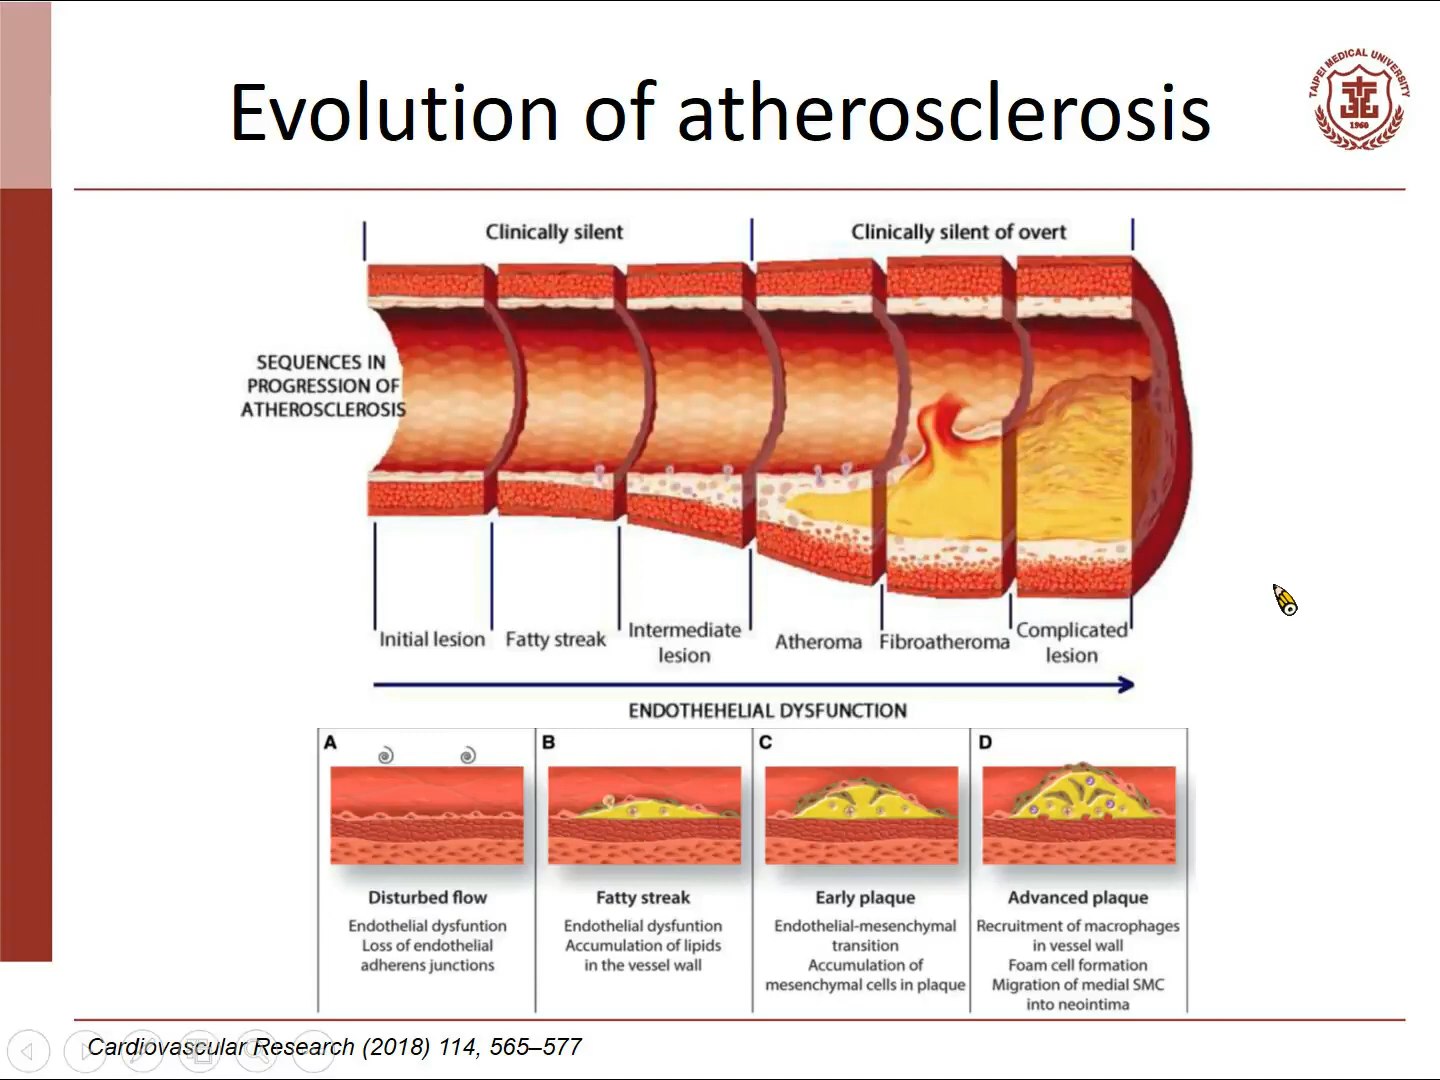 Evolution of atherosclerosis
TAIPEI MEDICAL UNIVERSITY
1960
Clinically silent
Clinically silent of overt
SEQUENCES IN
PROGRESSION OF
ATHEROSCLEROSIS
Initial lesion
Fatty streak
Intermediate
lesion
Atheroma
Fibroatheroma
Complicated
lesion
ENDOTHEHELIAL DYSFUNCTION
A
B
C
D
Disturbed flow
Endothelial dysfuntion
Loss of endothelial
adherens junctions
Fatty streak
Endothelial dysfuntion
Accumulation of lipids
in the vessel wall
Early plaque
Endothelial-mesenchymal
transition
Accumulation of
mesenchymal cells in plaque
Advanced plaque
Recruitment of macrophages
in vessel wall
Foam cell formation
Migration of medial SMC
into neointima
Cardiovascular Research (2018) 114, 565–577